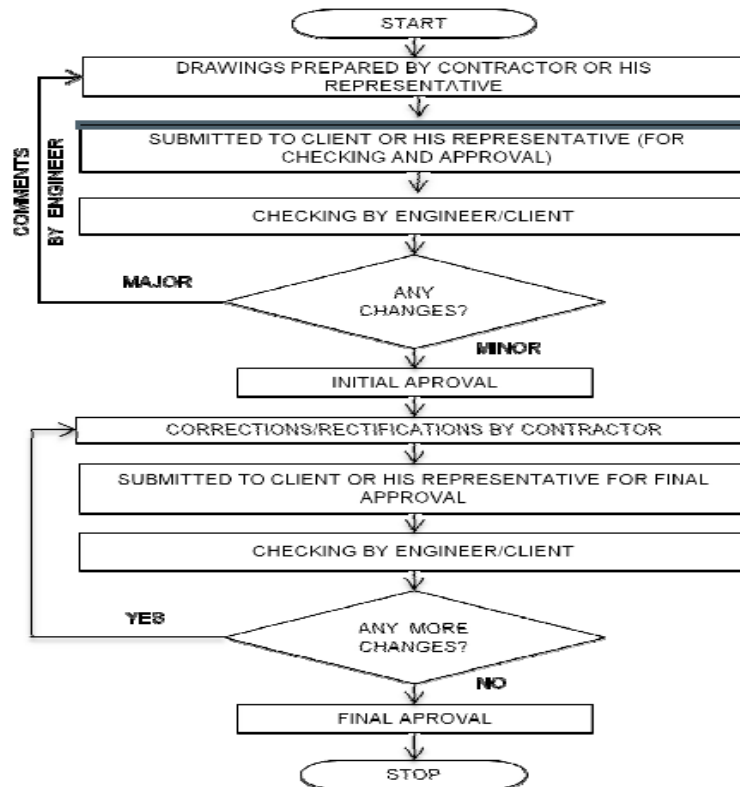 START
DRAWINGS PREPARED BY CONTRACTOR OR HIS
REPRESENTATIVE
SUBMITTED TO CLIENT OR HIS REPRESENTATIVE (FOR
CHECKING AND APPROVAL)
COMMENTS
BY ENGINEER
CHECKING BY ENGINEER/CLIENT
MAJOR
ANY
CHANGES?
MINOR
INITIAL APROVAL
CORRECTIONS/RECTIFICATIONS BY CONTRACTOR
SUBMITTED TO CLIENT OR HIS REPRESENTATIVE FOR FINAL
APPROVAL
CHECKING BY ENGINEER/CLIENT
YES
ANY MORE
CHANGES?
NO
FINAL APROVAL
STOP